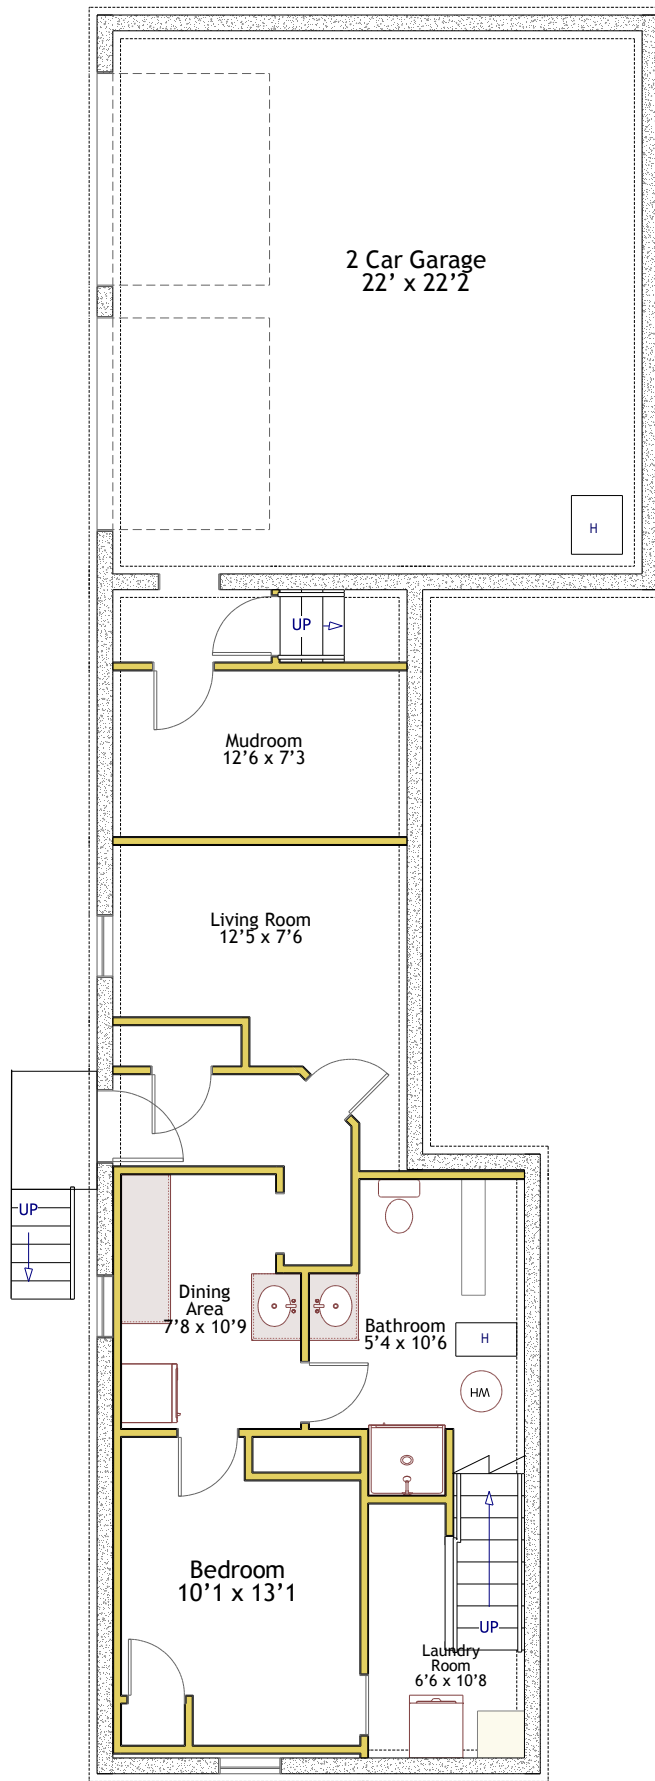 2 Car Garage
22' x 22'2
H
UP
Mudroom
12'6 x 7'3
Living Room
12'5 x 7'6
UP
Dining
Area
7'8 x 10'9
Bathroom
5'4 x 10'6
H
WH
Bedroom
10'1 x 13'1
UP
Laundry
Room
6'6 x 10'8